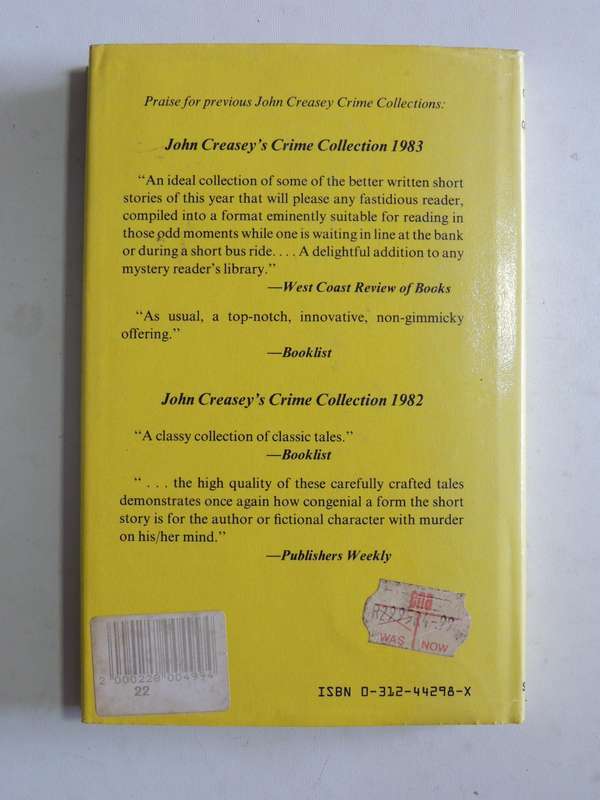 Praise for previous John Creasey Crime Collections:
John Creasey's Crime Collection 1983
"An ideal collection of some of the better written short
stories of this year that will please any fastidious reader,
compiled into a format eminently suitable for reading in
those odd moments while one is waiting in line at the bank
or during a short bus ride. . . . A delightful addition to any
mystery reader's library."
—West Coast Review of Books
"As usual, a top-notch, innovative, non-gimmicky
offering."
—Booklist
John Creasey's Crime Collection 1982
"A classy collection of classic tales."
—Booklist
" . . . the high quality of these carefully crafted tales
demonstrates once again how congenial a form the short
story is for the author or fictional character with murder
on his/her mind."
—Publishers Weekly
WAS NOW
2 000228 004994
22
ISBN 0-312-44298-X